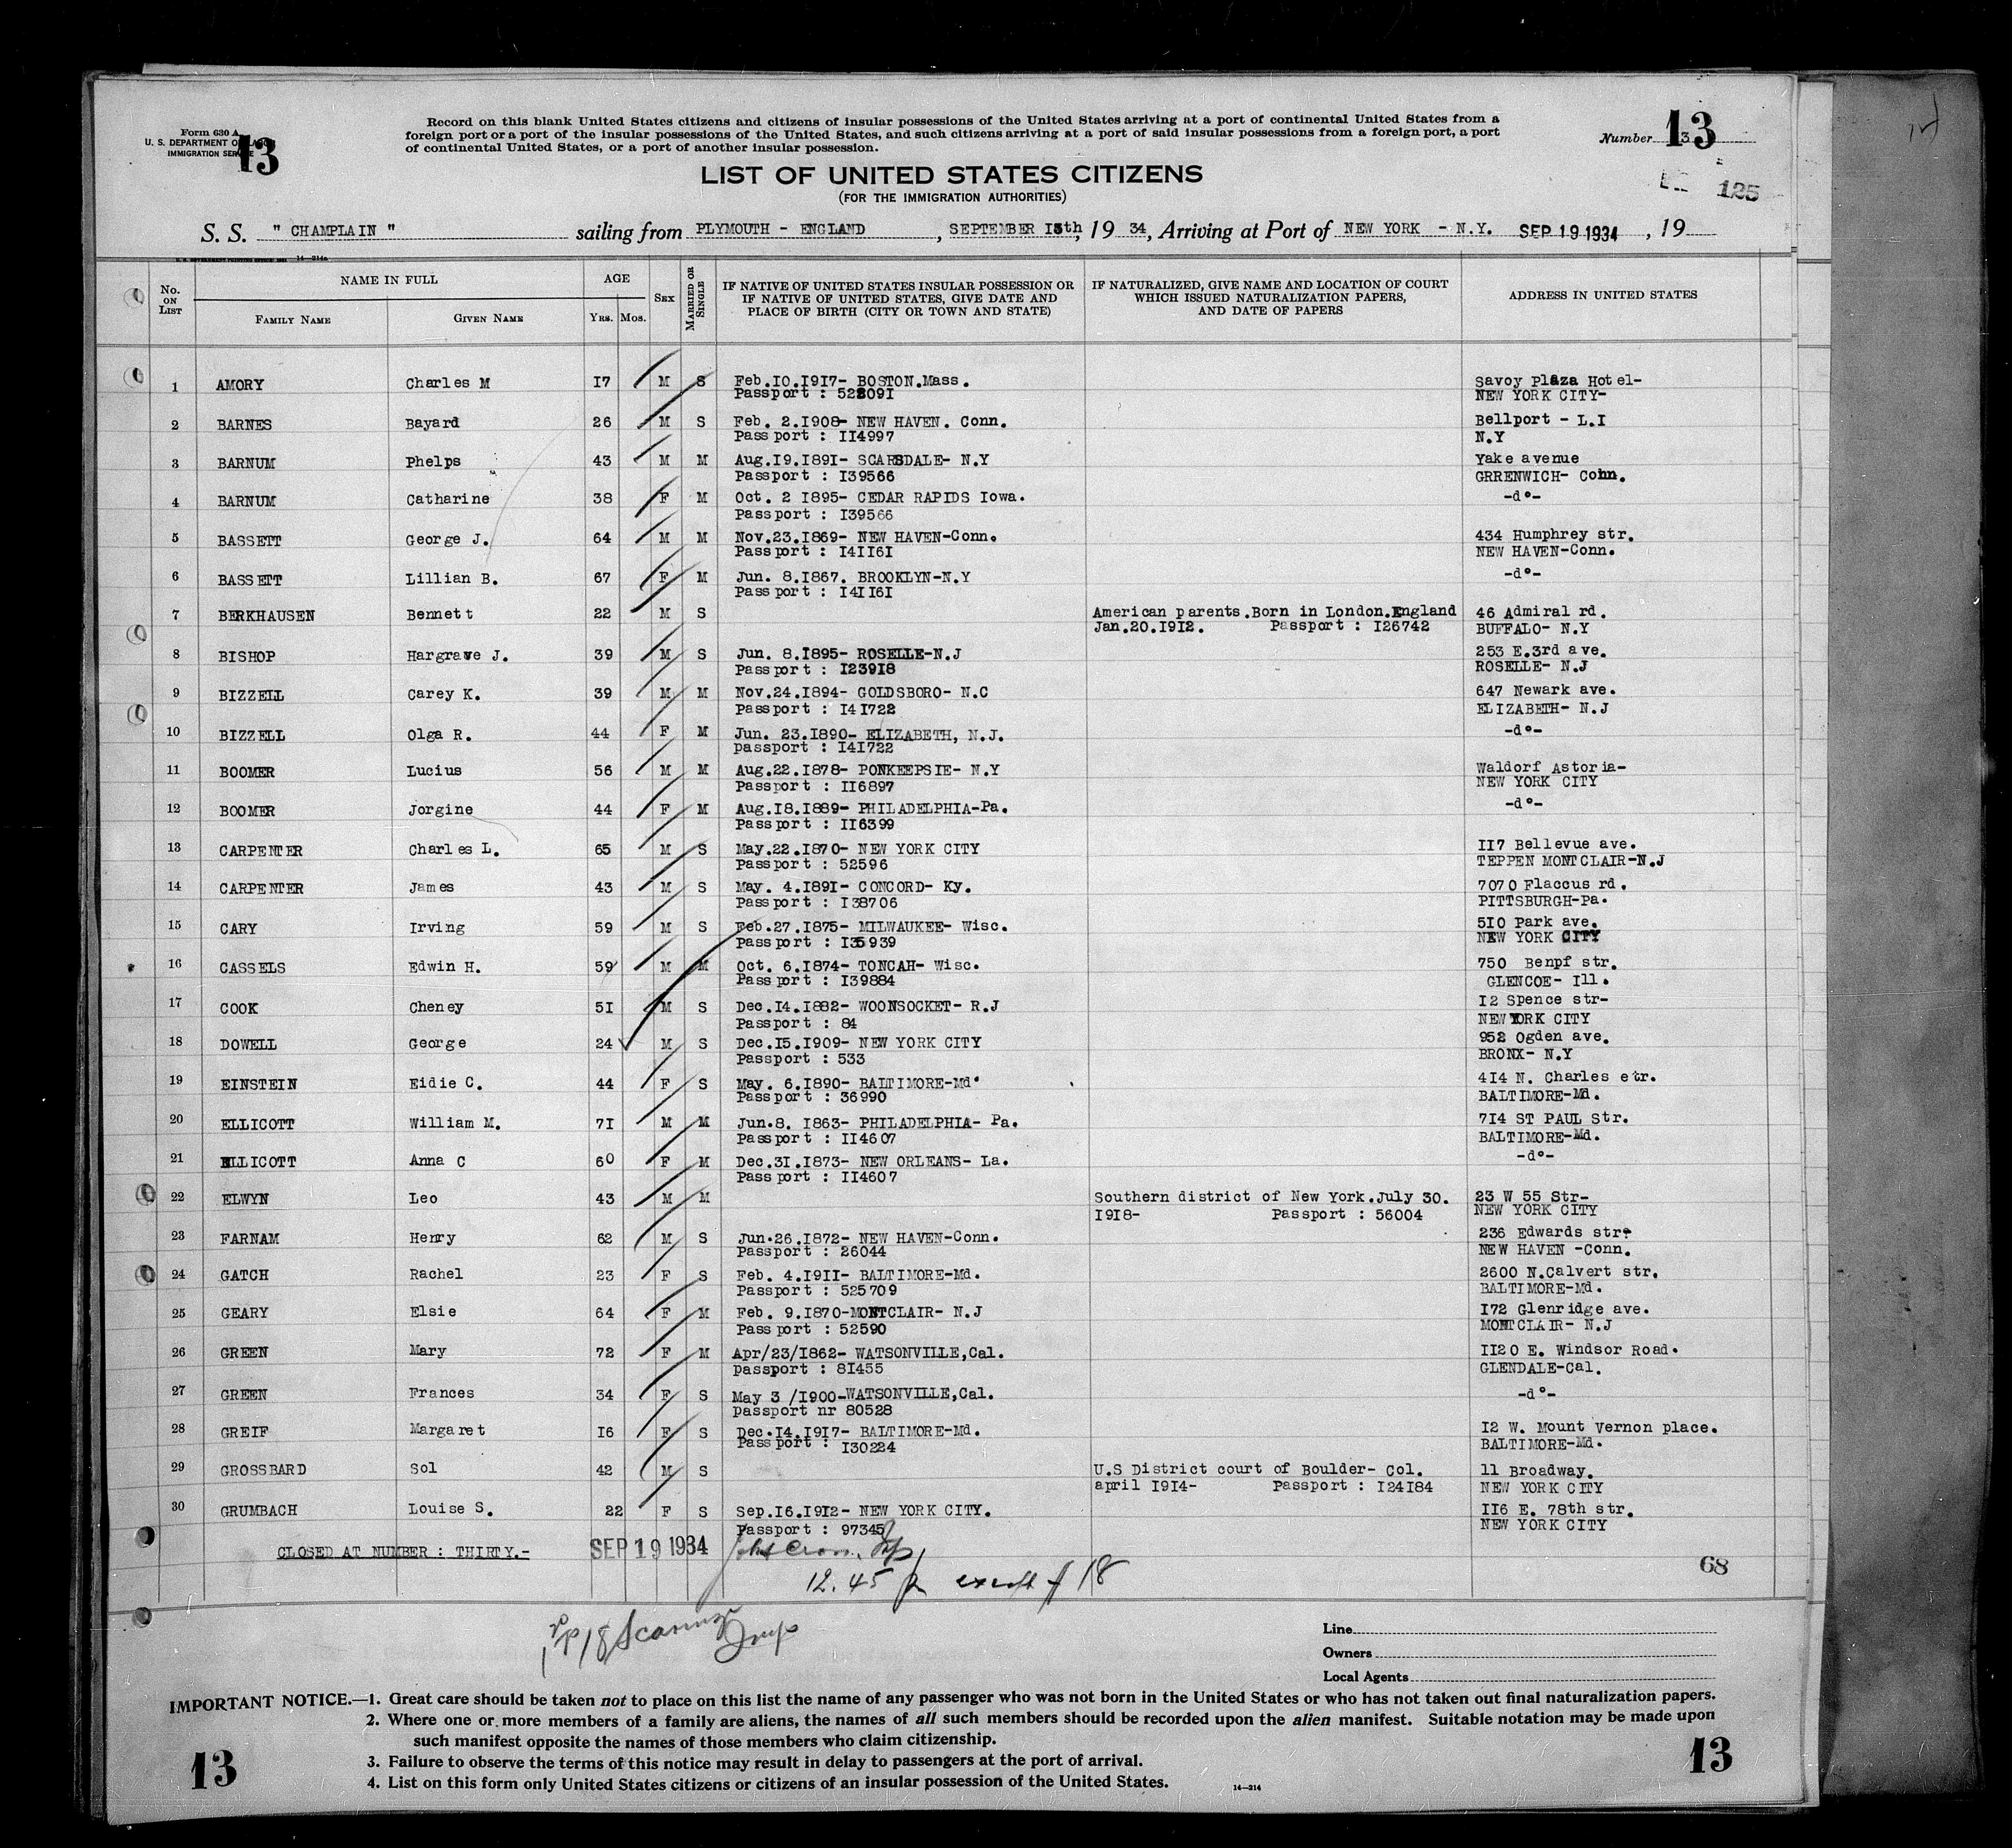 Form 630 A
U. S. DEPARTMENT OF LABOR
IMMIGRATION SERVICE
13
Record on this blank United States citizens and citizens of insular possessions of the United States arriving at a port of continental United States from a
foreign port or a port of the insular possessions of the United States, and such citizens arriving at a port of said insular possessions from a foreign port, a port
of continental United States, or a port of another insular possession.
Number 13
13
185
LIST OF UNITED STATES CITIZENS
(FOR THE IMMIGRATION AUTHORITIES)
S. S. " CHAMPLAIN " sailing from PLYMOUTH - ENGLAND , SEPTEMBER 13th, 19 34, Arriving at Port of NEW YORK - N.Y. SEP 19 1934 , 19
14-214a
No. ON LIST NAME IN FULL AGE SEX MARRIED OR SINGLE IF NATIVE OF UNITED STATES INSULAR POSSESSION OR IF NATIVE OF UNITED STATES, GIVE DATE AND PLACE OF BIRTH (CITY OR TOWN AND STATE) IF NATURALIZED, GIVE NAME AND LOCATION OF COURT WHICH ISSUED NATURALIZATION PAPERS, AND DATE OF PAPERS ADDRESS IN UNITED STATES
FAMILY NAME GIVEN NAME YRS. MOS.
1 AMORY Charles M 17 M S Feb.10.1917- BOSTON.Mass. Savoy Plaza Hotel-
Passport : 528091 NEW YORK CITY-
2 BARNES Bayard 26 M S Feb. 2.1908- NEW HAVEN. Conn. Bellport - L.I
Passport : 114997 N.Y
3 BARNUM Phelps 43 M M Aug.19.1891- SCARSDALE- N.Y Yake avenue
Passport : 139566 GRRENWICH- Conn.
4 BARNUM Catharine 38 F M Oct. 2 1895- CEDAR RAPIDS Iowa. -d°-
Passport : 139566
5 BASSETT George J. 64 M M Nov.23.1869- NEW HAVEN-Conn. 434 Humphrey str.
Passport : 141161 NEW HAVEN-Conn.
6 BASSETT Lillian B. 67 F M Jun. 8.1867. BROOKLYN-N.Y -d°-
Passport : 141161
7 BERKHAUSEN Bennett 22 M S American parents.Born in London.England 46 Admiral rd.
Jan.20.1912. Passport : 126742 BUFFALO- N.Y
8 BISHOP Hargrave J. 39 M S Jun. 8.1895- ROSELLE-N.J 253 E.3rd ave.
Passport : 123918 ROSELLE- N.J
9 BIZZELL Carey K. 39 M M Nov.24.1894- GOLDSBORO- N.C 647 Newark ave.
Passport : 141722 ELIZABETH- N.J
10 BIZZELL Olga R. 44 F M Jun. 23.1890- ELIZABETH, N.J. -d°-
passport : 141722
11 BOOMER Lucius 56 M M Aug.22.1878- PONKEEPSIE- N.Y Waldorf Astoria-
Passport : 116897 NEW YORK CITY
12 BOOMER Jorgine 44 F M Aug.18.1889- PHILADELPHIA-Pa. -d°-
Passport : 116399
13 CARPENTER Charles L. 65 M S May.22.1870- NEW YORK CITY 117 Bellevue ave.
Passport : 52596 TEPPEN MONTCLAIR-N.J
14 CARPENTER James 43 M S May. 4.1891- CONCORD- Ky. 7070 Flaccus rd.
Passport : 138706 PITTSBURGH-Pa.
15 CARY Irving 59 M S Feb.27.1875- MILWAUKEE- Wisc. 510 Park ave.
Passport : 135939 NEW YORK CITY
16 CASSELS Edwin H. 59 M M Oct. 6.1874- TONCAH- Wisc. 750 Benpf str.
Passport : 139884 GLENCOE- Ill.
17 COOK Cheney 51 M S Dec.14.1882- WOONSOCKET- R.J 12 Spence str-
Passport : 84 NEW YORK CITY
18 DOWELL George 24 M S Dec.15.1909- NEW YORK CITY 952 Ogden ave.
Passport : 533 BRONX- N.Y
19 EINSTEIN Eidie C. 44 F S May. 6.1890- BALTIMORE-Md. 414 N. Charles etr.
Passport : 36990 BALTIMORE-Md.
20 ELLICOTT William M. 71 M M Jun.8. 1863- PHILADELPHIA- Pa. 714 ST PAUL Str.
Passport : 114607 BALTIMORE-Md.
21 ELLICOTT Anna C 60 F M Dec.31.1873- NEW ORLEANS- La. -d°-
Passport : 114607
22 ELWYN Leo 43 M M Southern district of New York.July 30. 23 W 55 Str-
1918- Passport : 56004 NEW YORK CITY
23 FARNAM Henry 62 M S Jun.26.1872- NEW HAVEN-Conn. 236 Edwards str.
Passport : 26044 NEW HAVEN -Conn.
24 GATCH Rachel 23 F S Feb. 4.1911- BALTIMORE-Md. 2600 N.Calvert str.
Passport : 525709 BALTIMORE-Md.
25 GEARY Elsie 64 F M Feb. 9.1870-MONTCLAIR- N.J 172 Glenridge ave.
Passport : 52590 MONTCLAIR- N.J
26 GREEN Mary 72 F M Apr/23/1862- WATSONVILLE,Cal. 1120 E. Windsor Road.
passport : 81455 GLENDALE-Cal.
27 GREEN Frances 34 F S May 3 /1900-WATSONVILLE,Cal. -d°-
passport nr 80528
28 GREIF Margaret 16 F S Dec.14.1917- BALTIMORE-Md. 12 W. Mount Vernon place.
Passport : 130224 BALTIMORE-Md.
29 GROSSBARD Sol 42 M S U.S District court of Boulder- Col. 11 Broadway.
april 1914- Passport : 124184 NEW YORK CITY
30 GRUMBACH Louise S. 22 F S Sep.16.1912- NEW YORK CITY. 116 E. 78th str.
Passport : 97345 NEW YORK CITY
CLOSED AT NUMBER : THIRTY.- SEP 19 1934
68
12.45 except # 18
Line
Owners
Local Agents
IMPORTANT NOTICE.—1. Great care should be taken not to place on this list the name of any passenger who was not born in the United States or who has not taken out final naturalization papers.
2. Where one or more members of a family are aliens, the names of all such members should be recorded upon the alien manifest. Suitable notation may be made upon
such manifest opposite the names of those members who claim citizenship.
3. Failure to observe the terms of this notice may result in delay to passengers at the port of arrival.
4. List on this form only United States citizens or citizens of an insular possession of the United States.
14-214
13
13